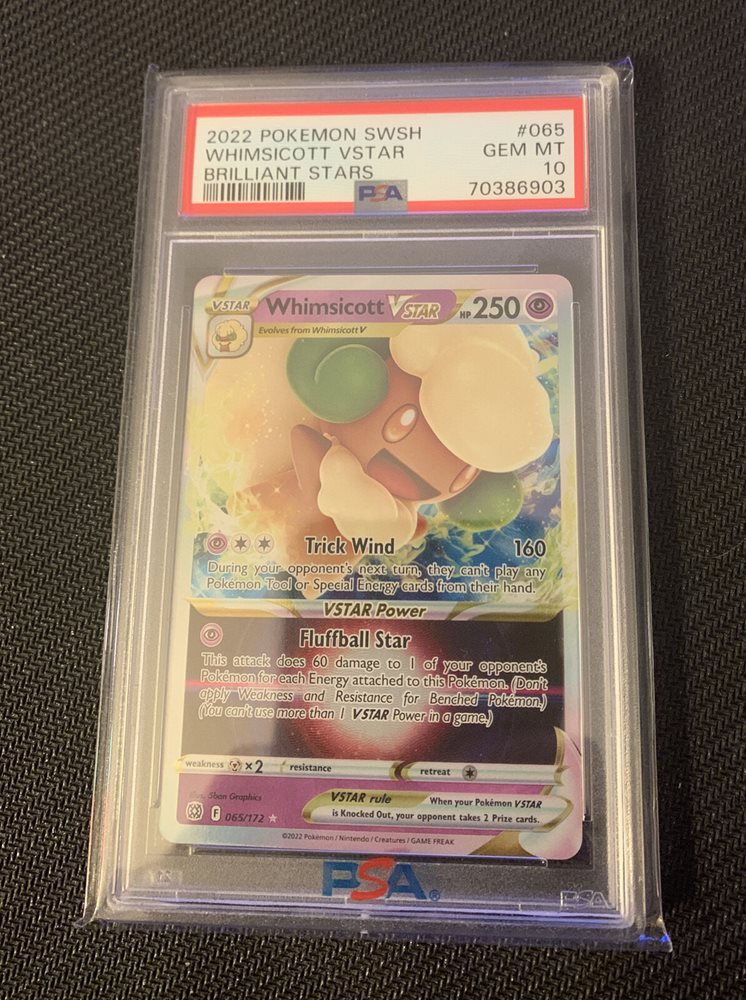 2022 POKEMON SWSH #065
WHIMSICOTT VSTAR GEM MT
BRILLIANT STARS 10
PSA 70386903
VSTAR Whimsicott VSTAR HP 250
Evolves from Whimsicott V
Trick Wind 160
During your opponent's next turn, they can't play any
Pokémon Tool or Special Energy cards from their hand.
VSTAR Power
Fluffball Star
This attack does 60 damage to 1 of your opponent's
Pokémon for each Energy attached to this Pokémon. (Don't
apply Weakness and Resistance for Benched Pokémon.)
(You can't use more than 1 VSTAR Power in a game.)
weakness ×2 resistance retreat
Illus. 5ban Graphics
VSTAR rule When your Pokémon VSTAR
is Knocked Out, your opponent takes 2 Prize cards.
F 065/172
©2022 Pokémon / Nintendo / Creatures / GAME FREAK
PSA®
PSA